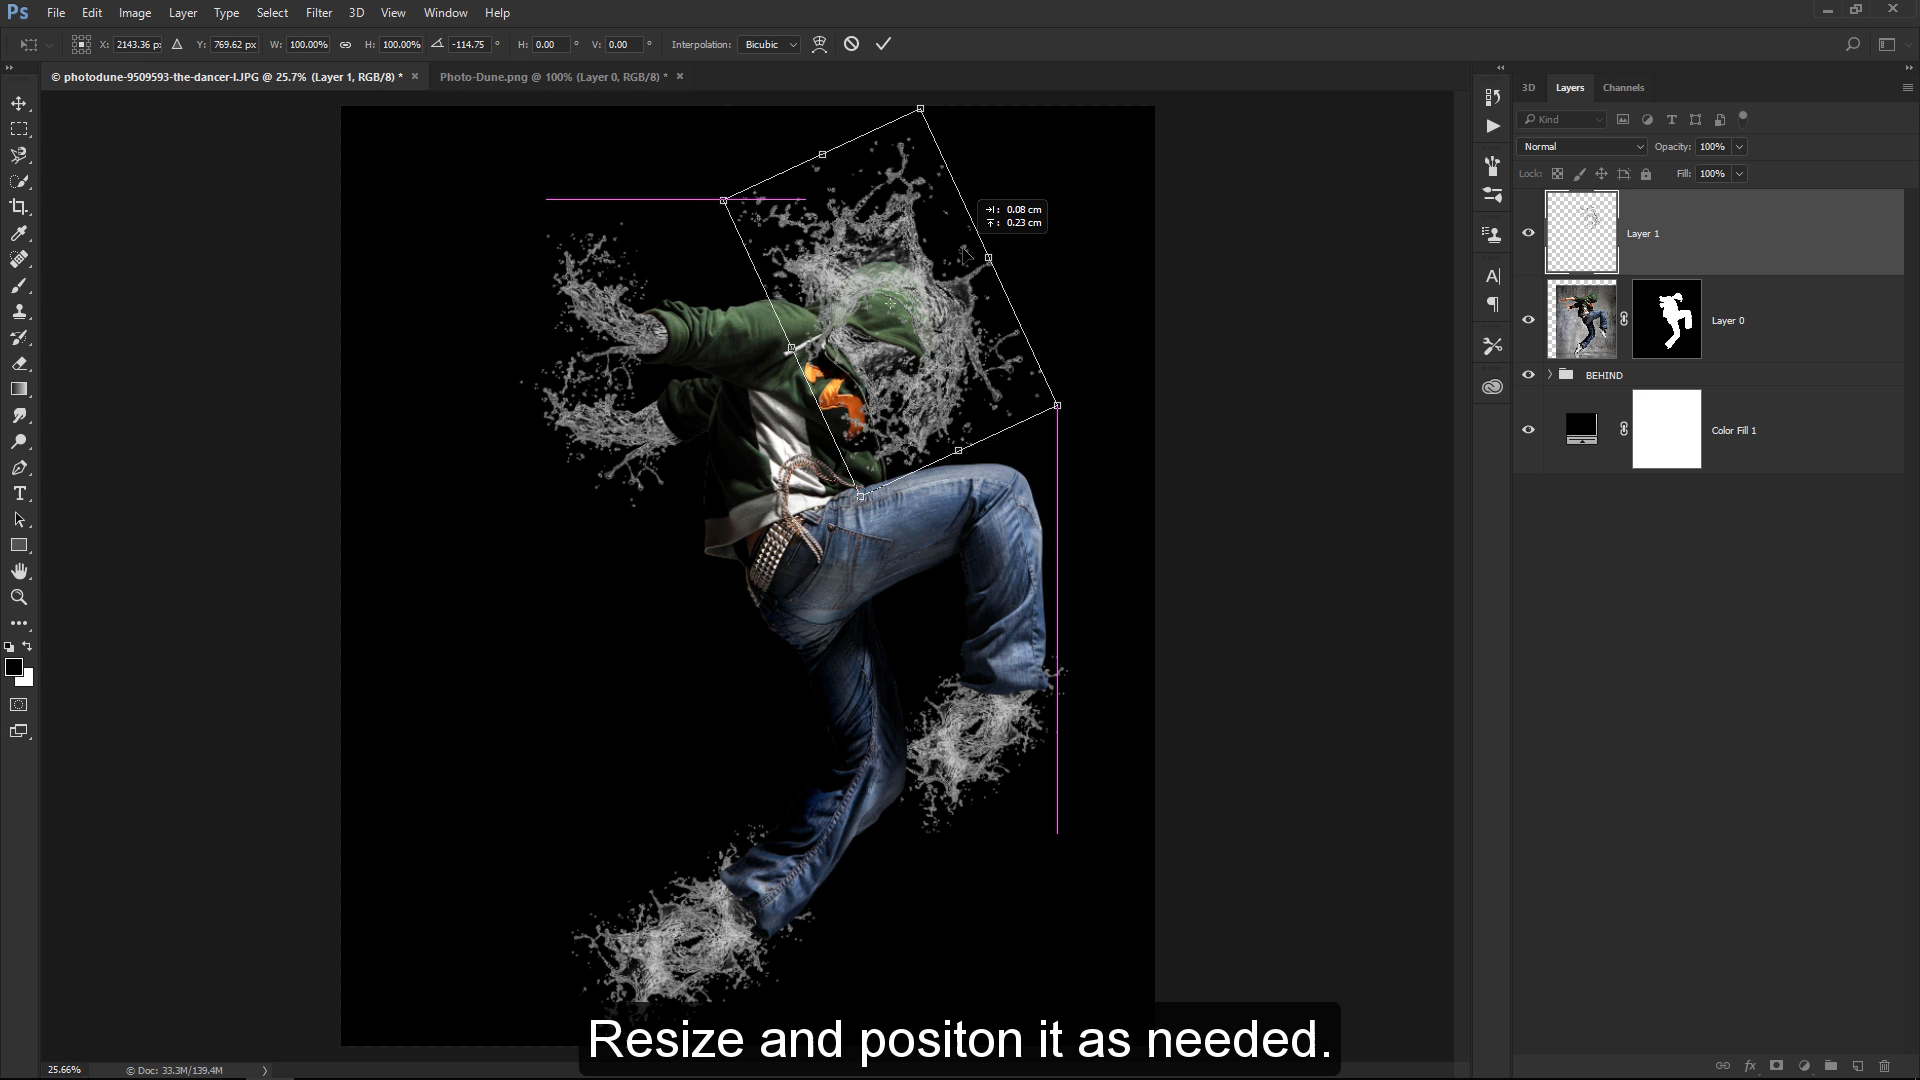 Ps File Edit Image Layer Type Select Filter 3D View Window Help
X: 2143.36 px Y: 769.62 px W: 100.00% H: 100.00% -114.75 ° H: 0.00 ° V: 0.00 ° Interpolation: Bicubic
© photodune-9509593-the-dancer-l.JPG @ 25.7% (Layer 1, RGB/8) * × Photo-Dune.png @ 100% (Layer 0, RGB/8) * ×
3D Layers Channels
Kind
Normal Opacity: 100%
Lock: Fill: 100%
0.08 cm
0.23 cm
Layer 1
Layer 0
BEHIND
Color Fill 1
Resize and positon it as needed.
25.66% © Doc: 33.3M/139.4M